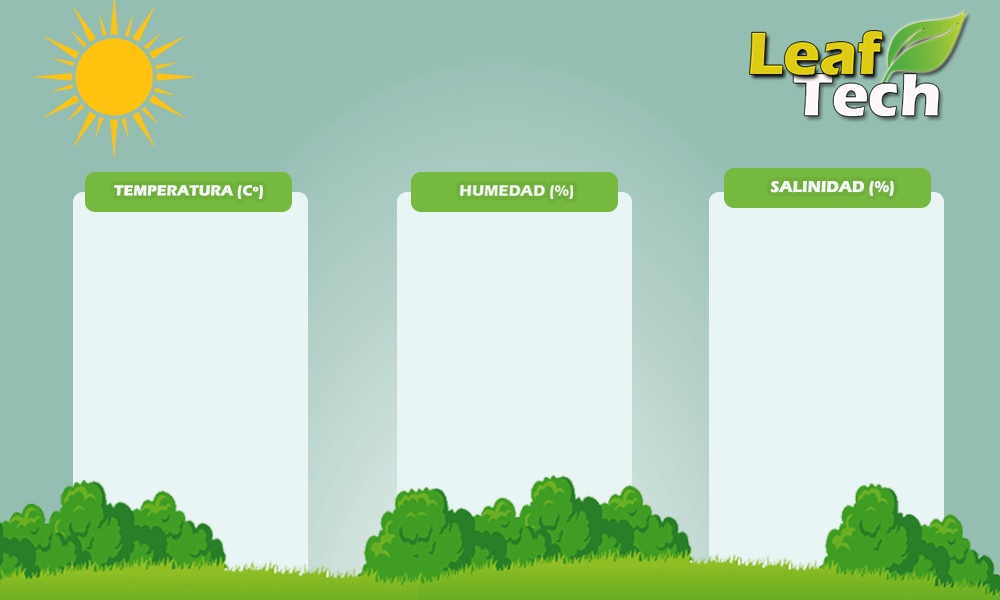 Leaf
Tech
TEMPERATURA (Cº)
HUMEDAD (%)
SALINIDAD (%)